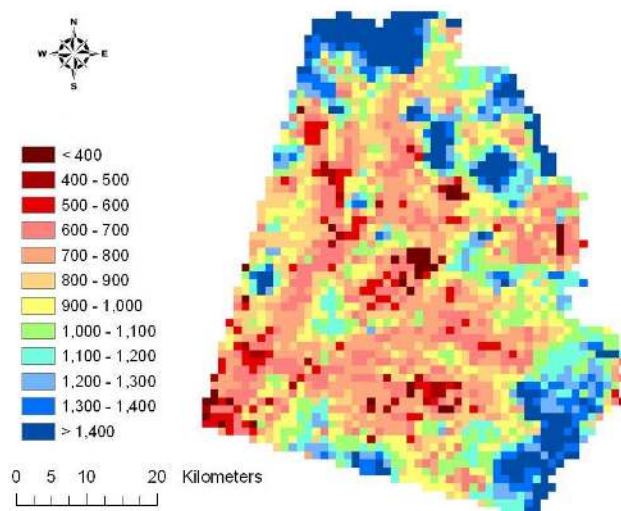 N
W E
S
< 400
400 - 500
500 - 600
600 - 700
700 - 800
800 - 900
900 - 1,000
1,000 - 1,100
1,100 - 1,200
1,200 - 1,300
1,300 - 1,400
> 1,400
0 5 10 20 Kilometers